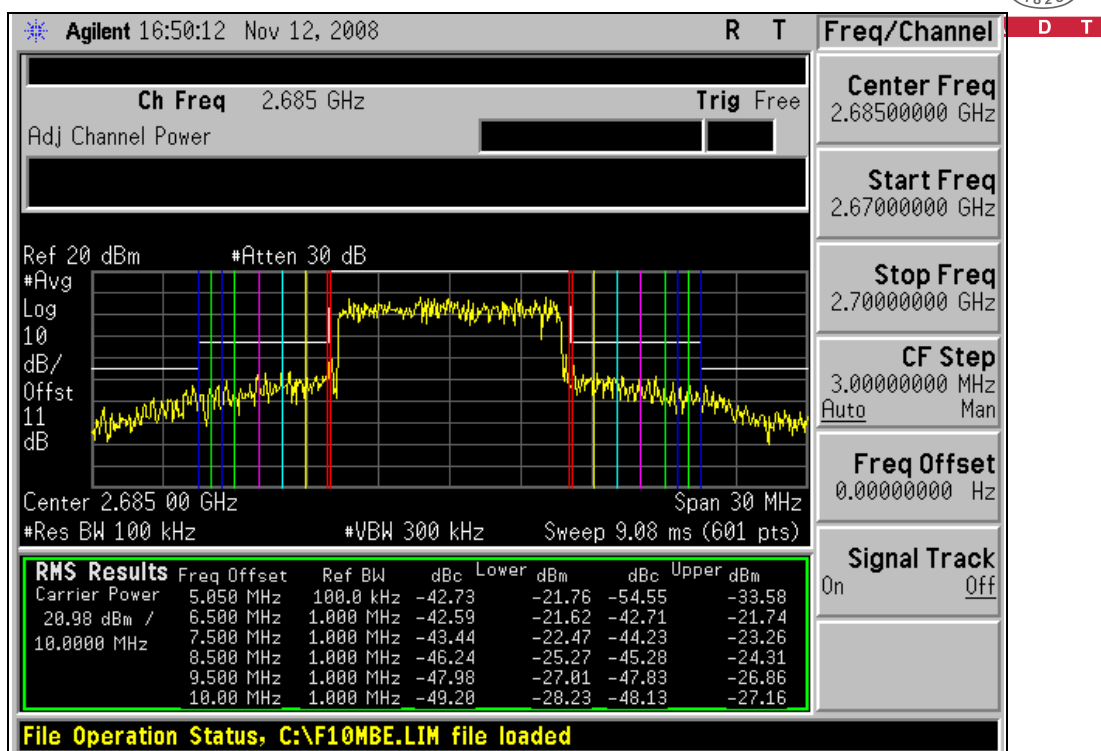 1828
D T
Agilent 16:50:12 Nov 12, 2008 R T
Freq/Channel
Ch Freq 2.685 GHz Trig Free
Adj Channel Power
Ref 20 dBm #Atten 30 dB
#Avg
Log
10
dB/
Offst
11
dB
Center 2.685 00 GHz Span 30 MHz
#Res BW 100 kHz #VBW 300 kHz Sweep 9.08 ms (601 pts)
RMS Results Freq Offset Ref BW dBc Lower dBm dBc Upper dBm
Carrier Power 5.050 MHz 100.0 kHz -42.73 -21.76 -54.55 -33.58
20.98 dBm / 6.500 MHz 1.000 MHz -42.59 -21.62 -42.71 -21.74
10.0000 MHz 7.500 MHz 1.000 MHz -43.44 -22.47 -44.23 -23.26
8.500 MHz 1.000 MHz -46.24 -25.27 -45.28 -24.31
9.500 MHz 1.000 MHz -47.98 -27.01 -47.83 -26.86
10.00 MHz 1.000 MHz -49.20 -28.23 -48.13 -27.16
File Operation Status, C:\F10MBE.LIM file loaded
Center Freq
2.68500000 GHz
Start Freq
2.67000000 GHz
Stop Freq
2.70000000 GHz
CF Step
3.00000000 MHz
Auto Man
Freq Offset
0.00000000 Hz
Signal Track
On Off